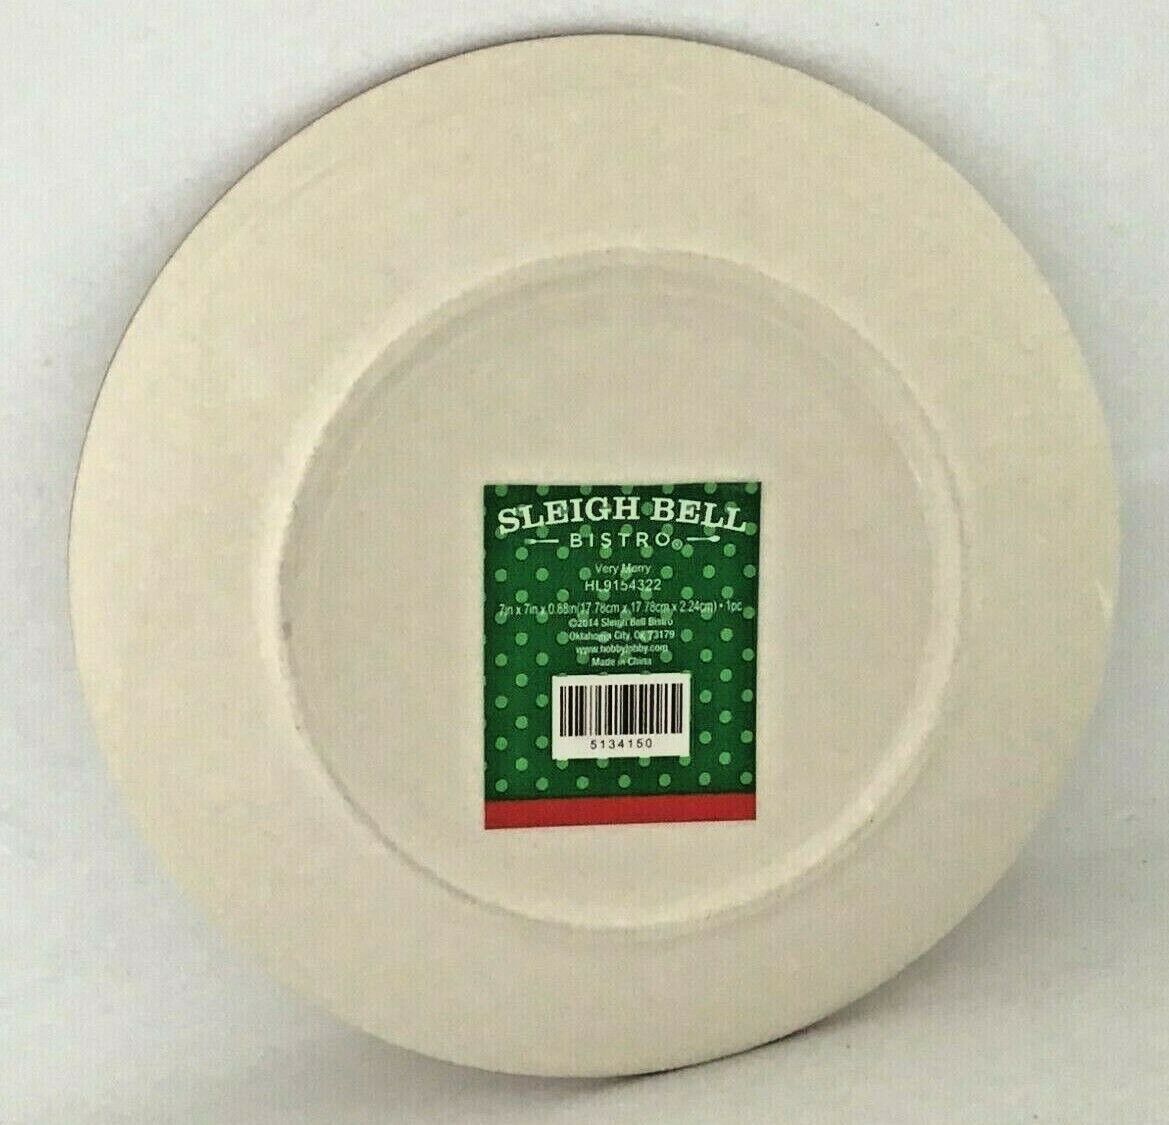 SLEIGH BELL
BISTRO®
Very Merry
HL9154322
7in x 7in x 0.88in(17.78cm x 17.78cm x 2.24cm) • 1pc
©2014 Sleigh Bell Bistro
Oklahoma City, OK 73179
www.hobbylobby.com
Made in China
5134150